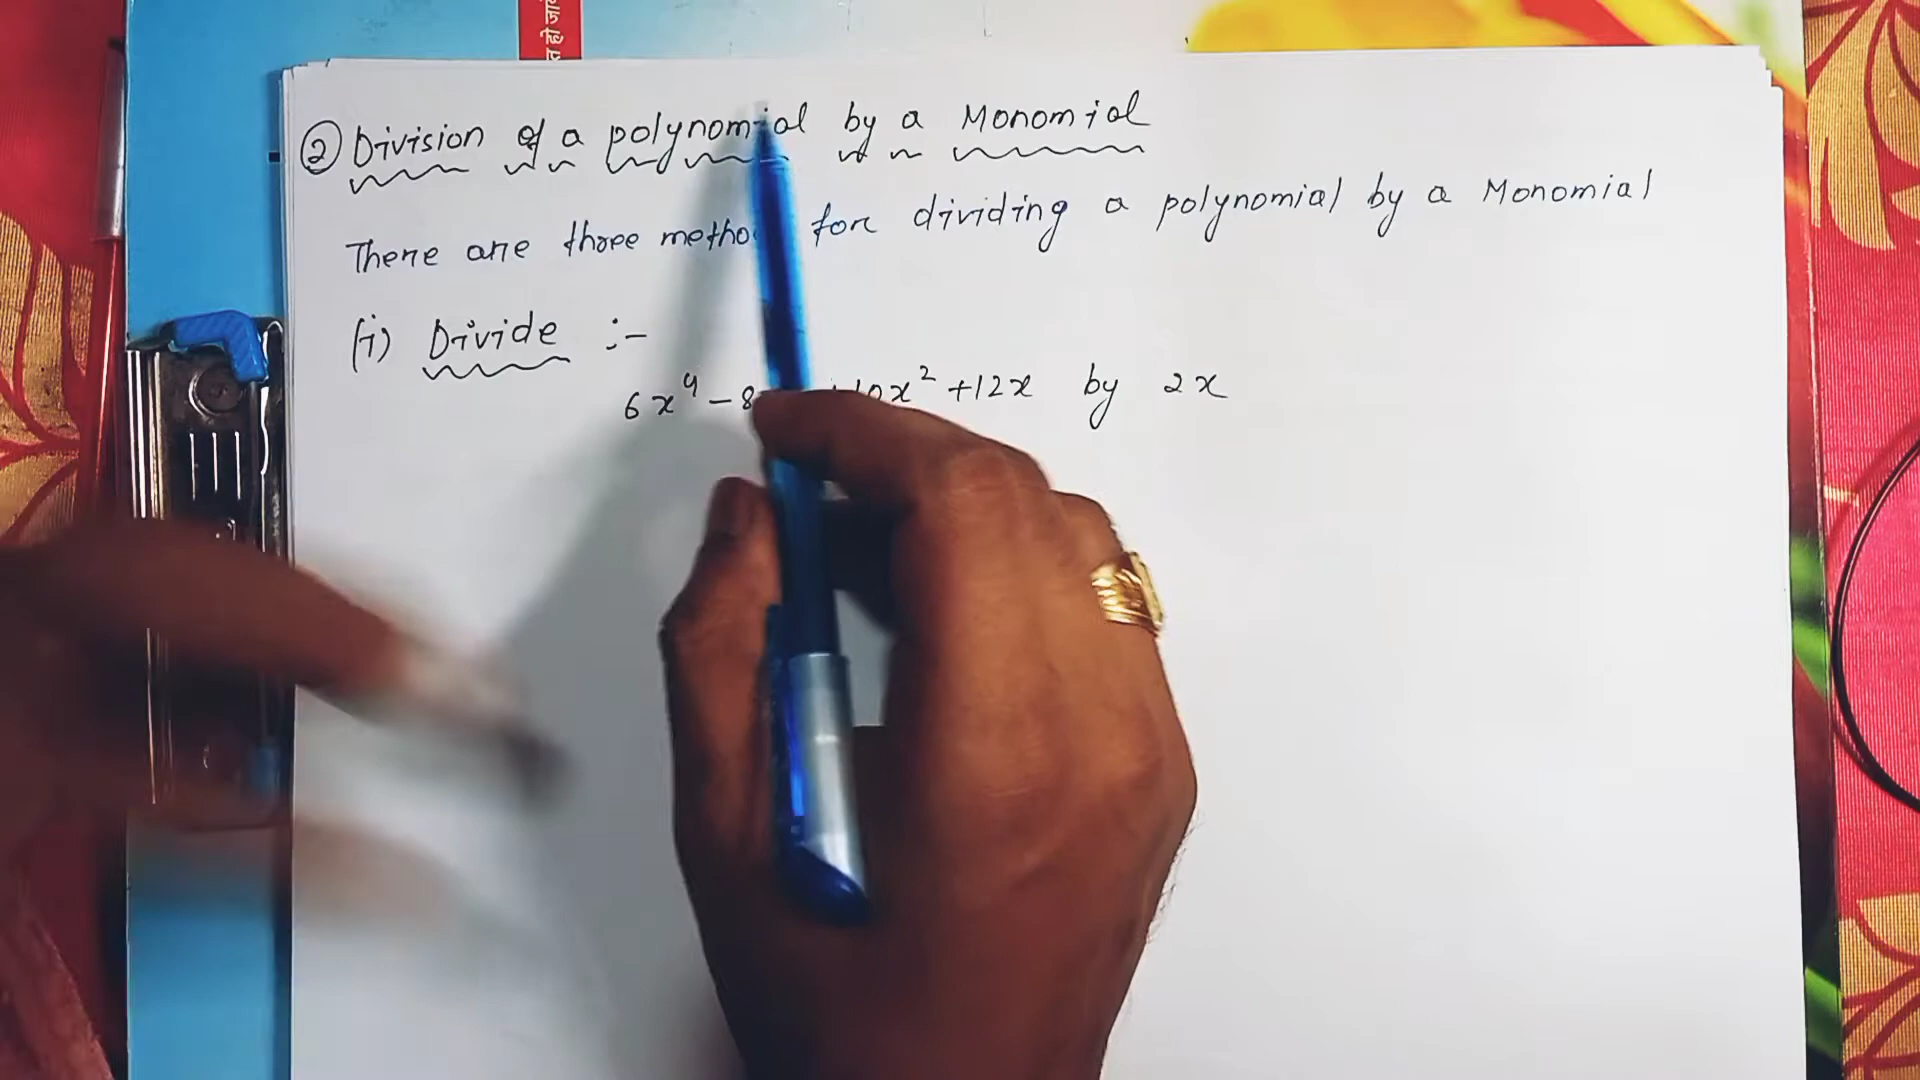 त हो जा
② Division of a polynomial by a Monomial
There are three metho for dividing a polynomial by a Monomial
(i) Divide :-
6x⁴ - 8 10x² + 12x by 2x